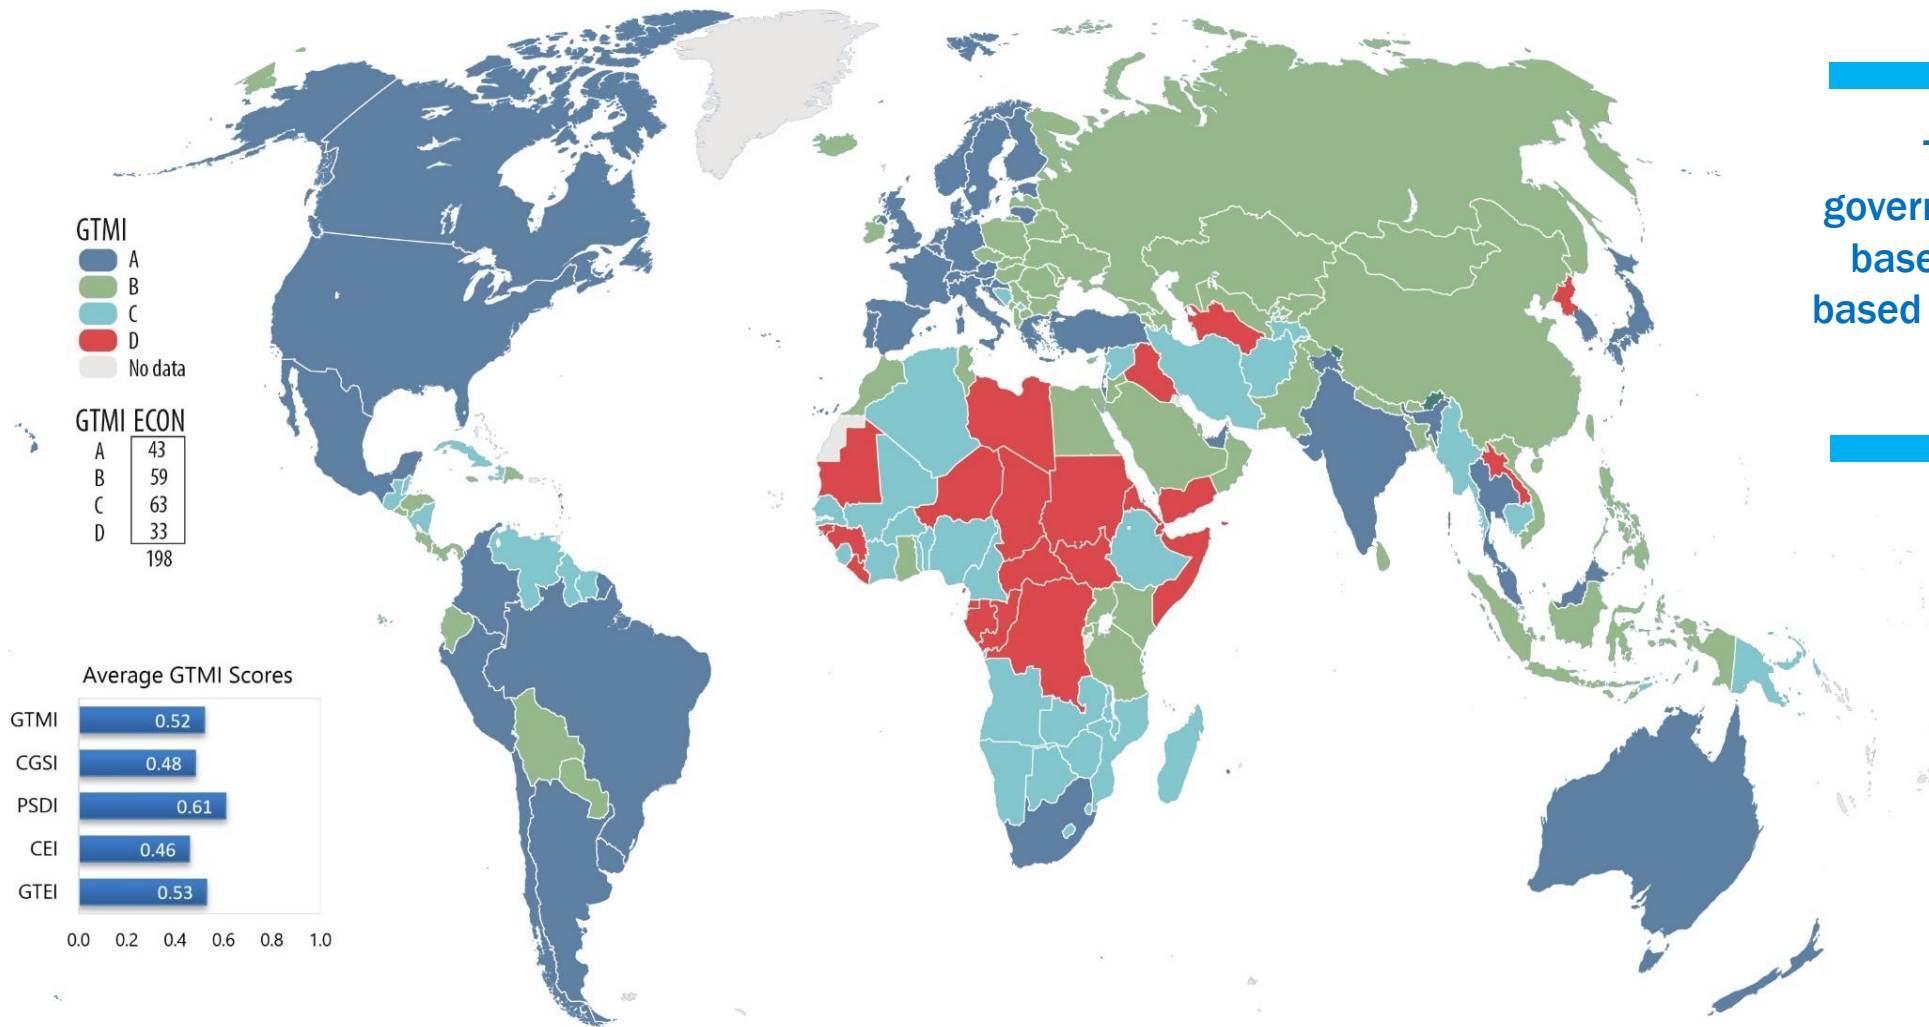 GTMI
A
B
C
D
No data
GTMI ECON
A 43
B 59
C 63
D 33
198
Average GTMI Scores
GTMI 0.52
CGSI 0.48
PSDI 0.61
CEI 0.46
GTEI 0.53
0.0 0.2 0.4 0.6 0.8 1.0
govern
base
based